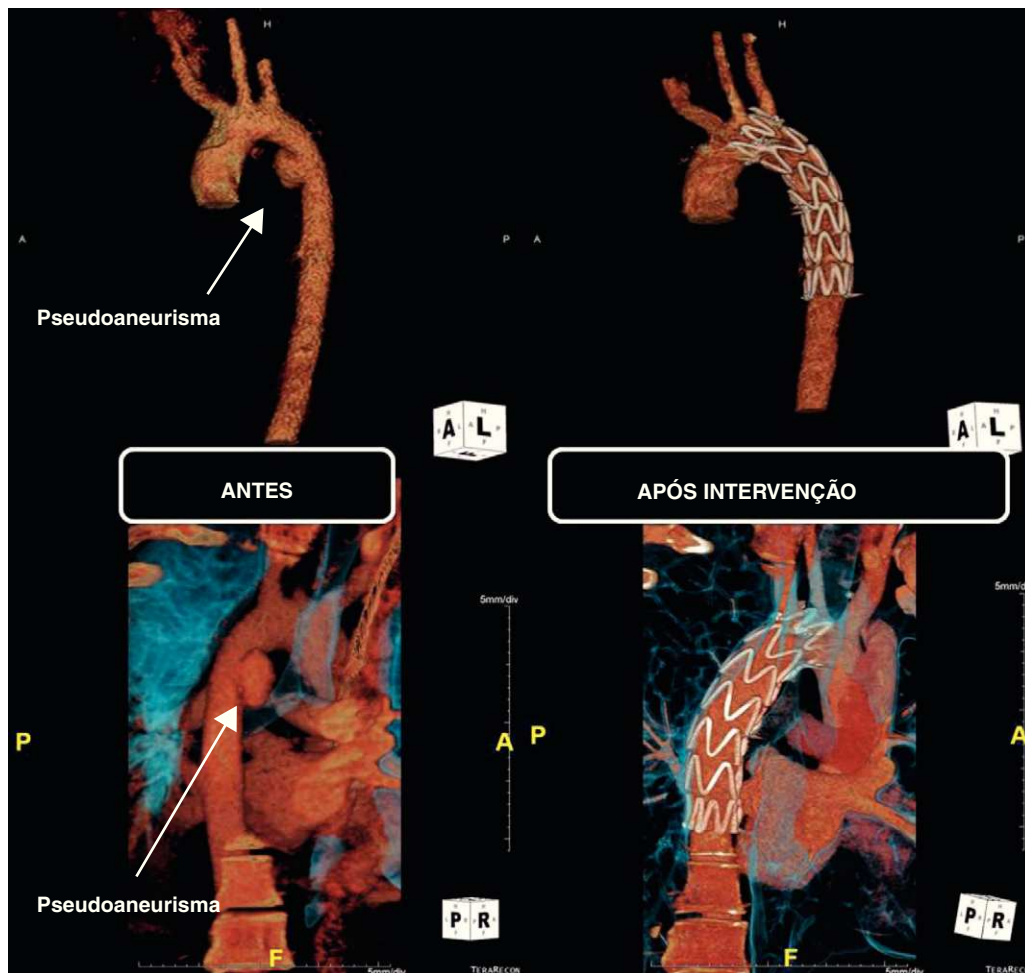 H
H
A
P
A
P
Pseudoaneurisma
A L
A L
ANTES
APÓS INTERVENÇÃO
5mm/div
5mm/div
P
A
P
A
Pseudoaneurisma
P R
P R
F
F
5mm/div
TERARECON
5mm/div
TERARECON